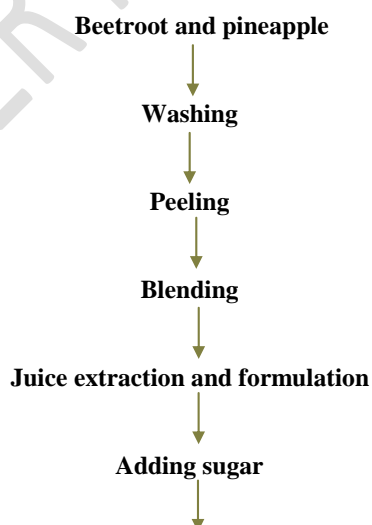 Beetroot and pineapple
Washing
Peeling
Blending
Juice extraction and formulation
Adding sugar